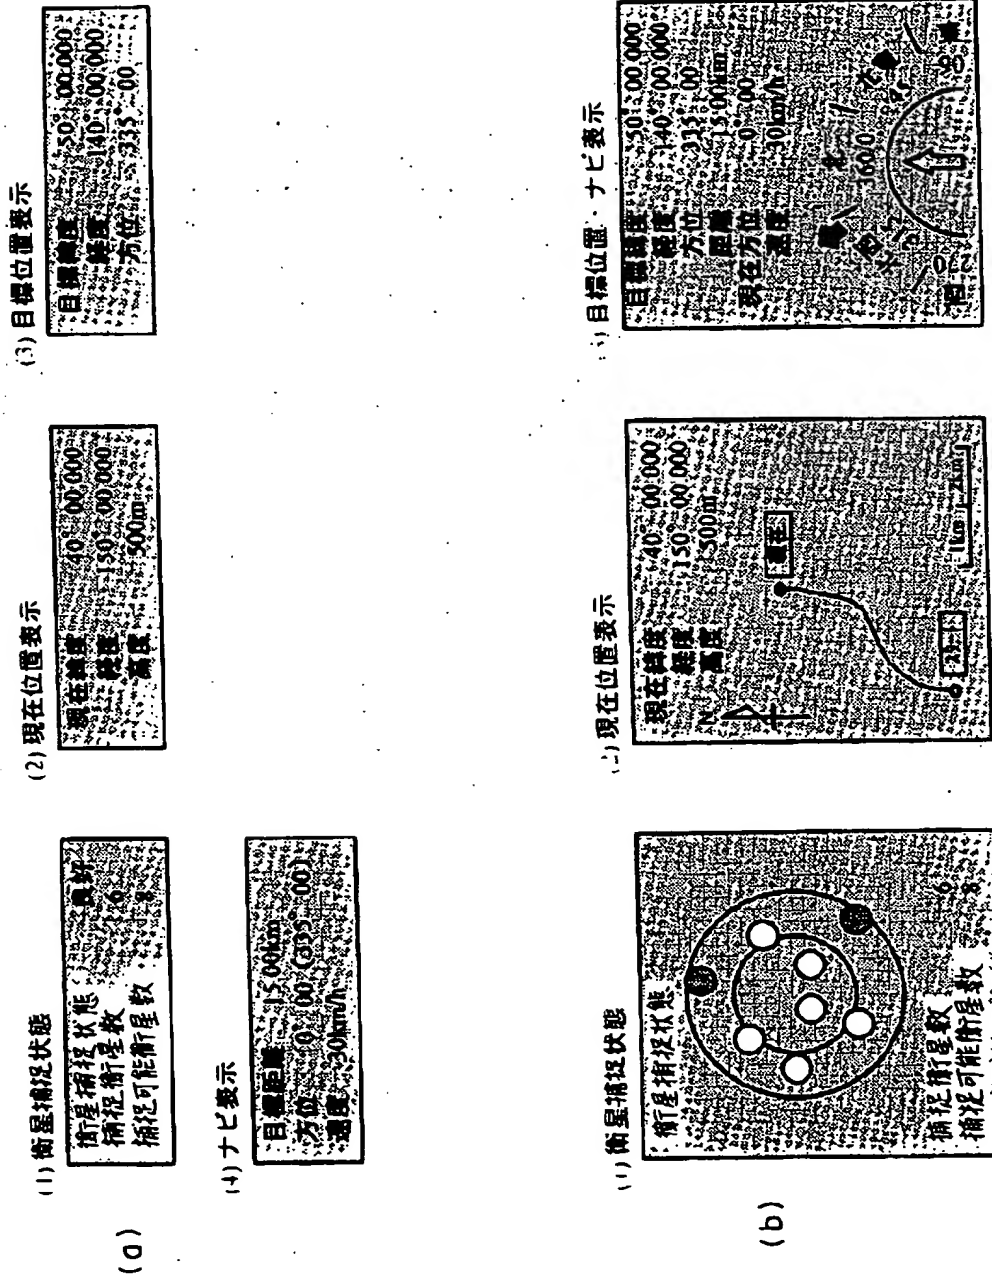 (a)
(1) 衛星捕捉状態
衛星捕捉状態 良好
捕捉衛星数 6
捕捉可能衛星数 8
(2) 現在位置表示
現在緯度 40° 00.000
経度 150° 00.000
高度 500m
(3) 目標位置表示
目標緯度 50° 00.000
経度 140° 00.000
方位 335° 00
(4) ナビ表示
目標距離 15.00km
方位 0° 00 (335° 00)
速度 30km/h
(b)
(1) 衛星捕捉状態
衛星捕捉状態
捕捉衛星数 6
捕捉可能衛星数 8
現在位置表示
現在緯度 40° 00.000
経度 150° 00.000
高度 500m
N
現在
スタート
1km 2km
目標位置・ナビ表示
目標緯度 50° 00.000
経度 140° 00.000
方位 335° 00
距離 15.00km
現在方位 0° 00
速度 30km/h
北
360/0
270
90
西